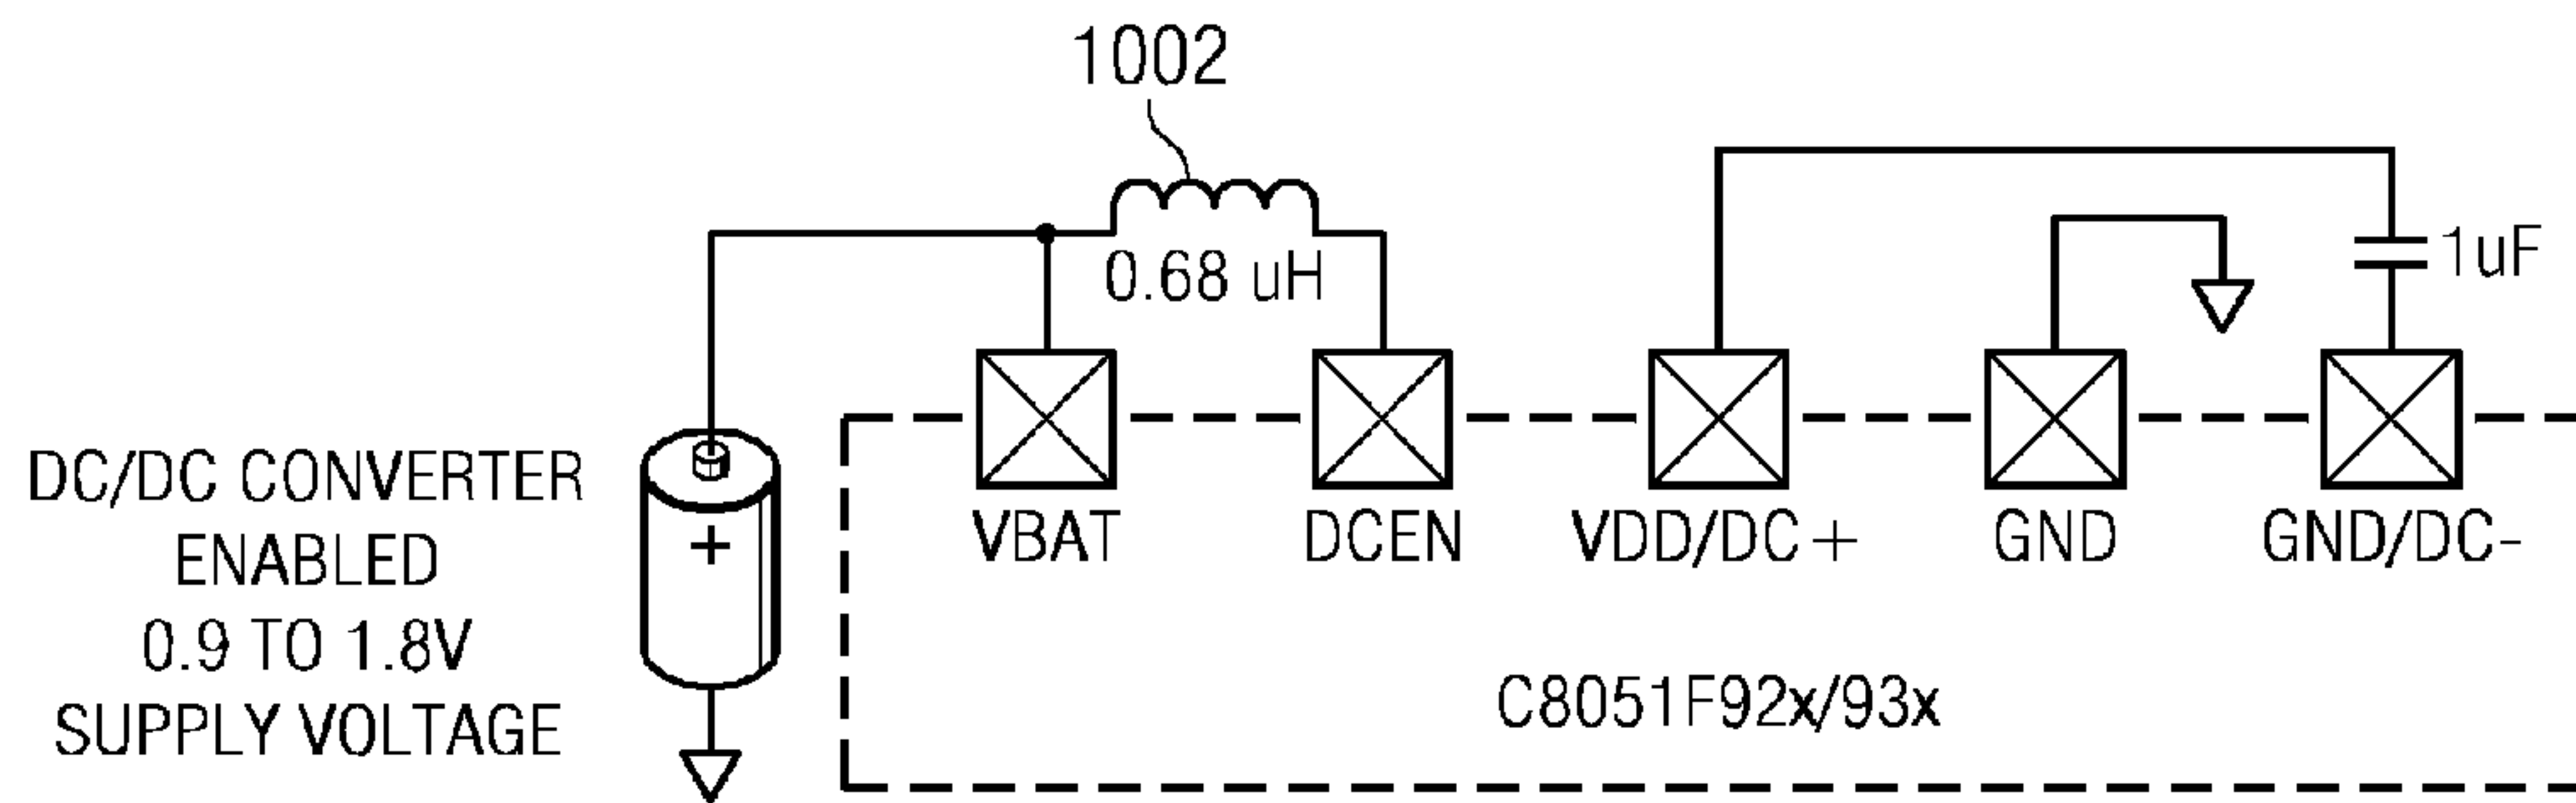 1002
0.68 uH
1uF
DC/DC CONVERTER
ENABLED
0.9 TO 1.8V
SUPPLY VOLTAGE
+
VBAT
DCEN
VDD/DC+
GND
GND/DC-
C8051F92x/93x